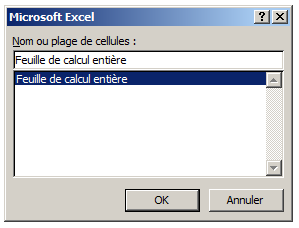 Microsoft Excel
Nom ou plage de cellules :
Feuille de calcul entière
Feuille de calcul entière
OK Annuler